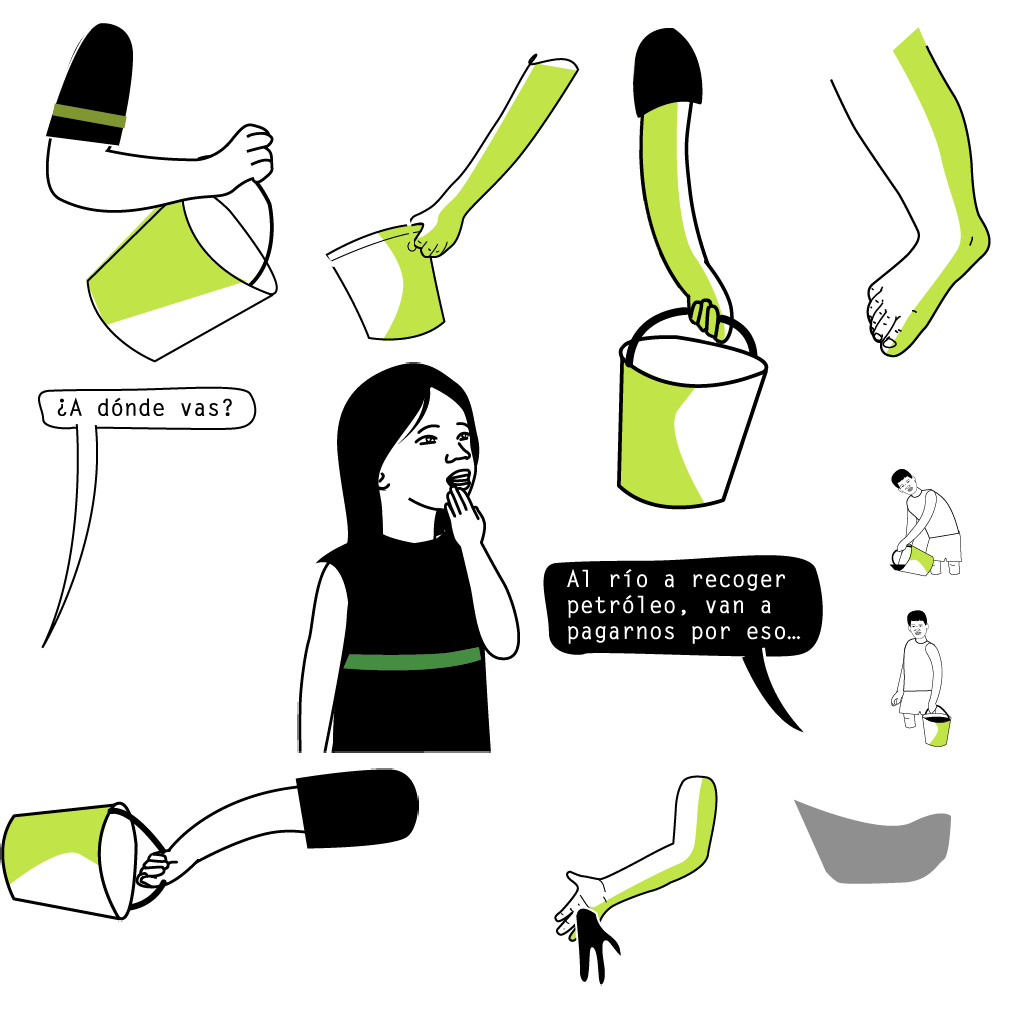 ¿A dónde vas?
Al río a recoger
petróleo, van a
pagarnos por eso…